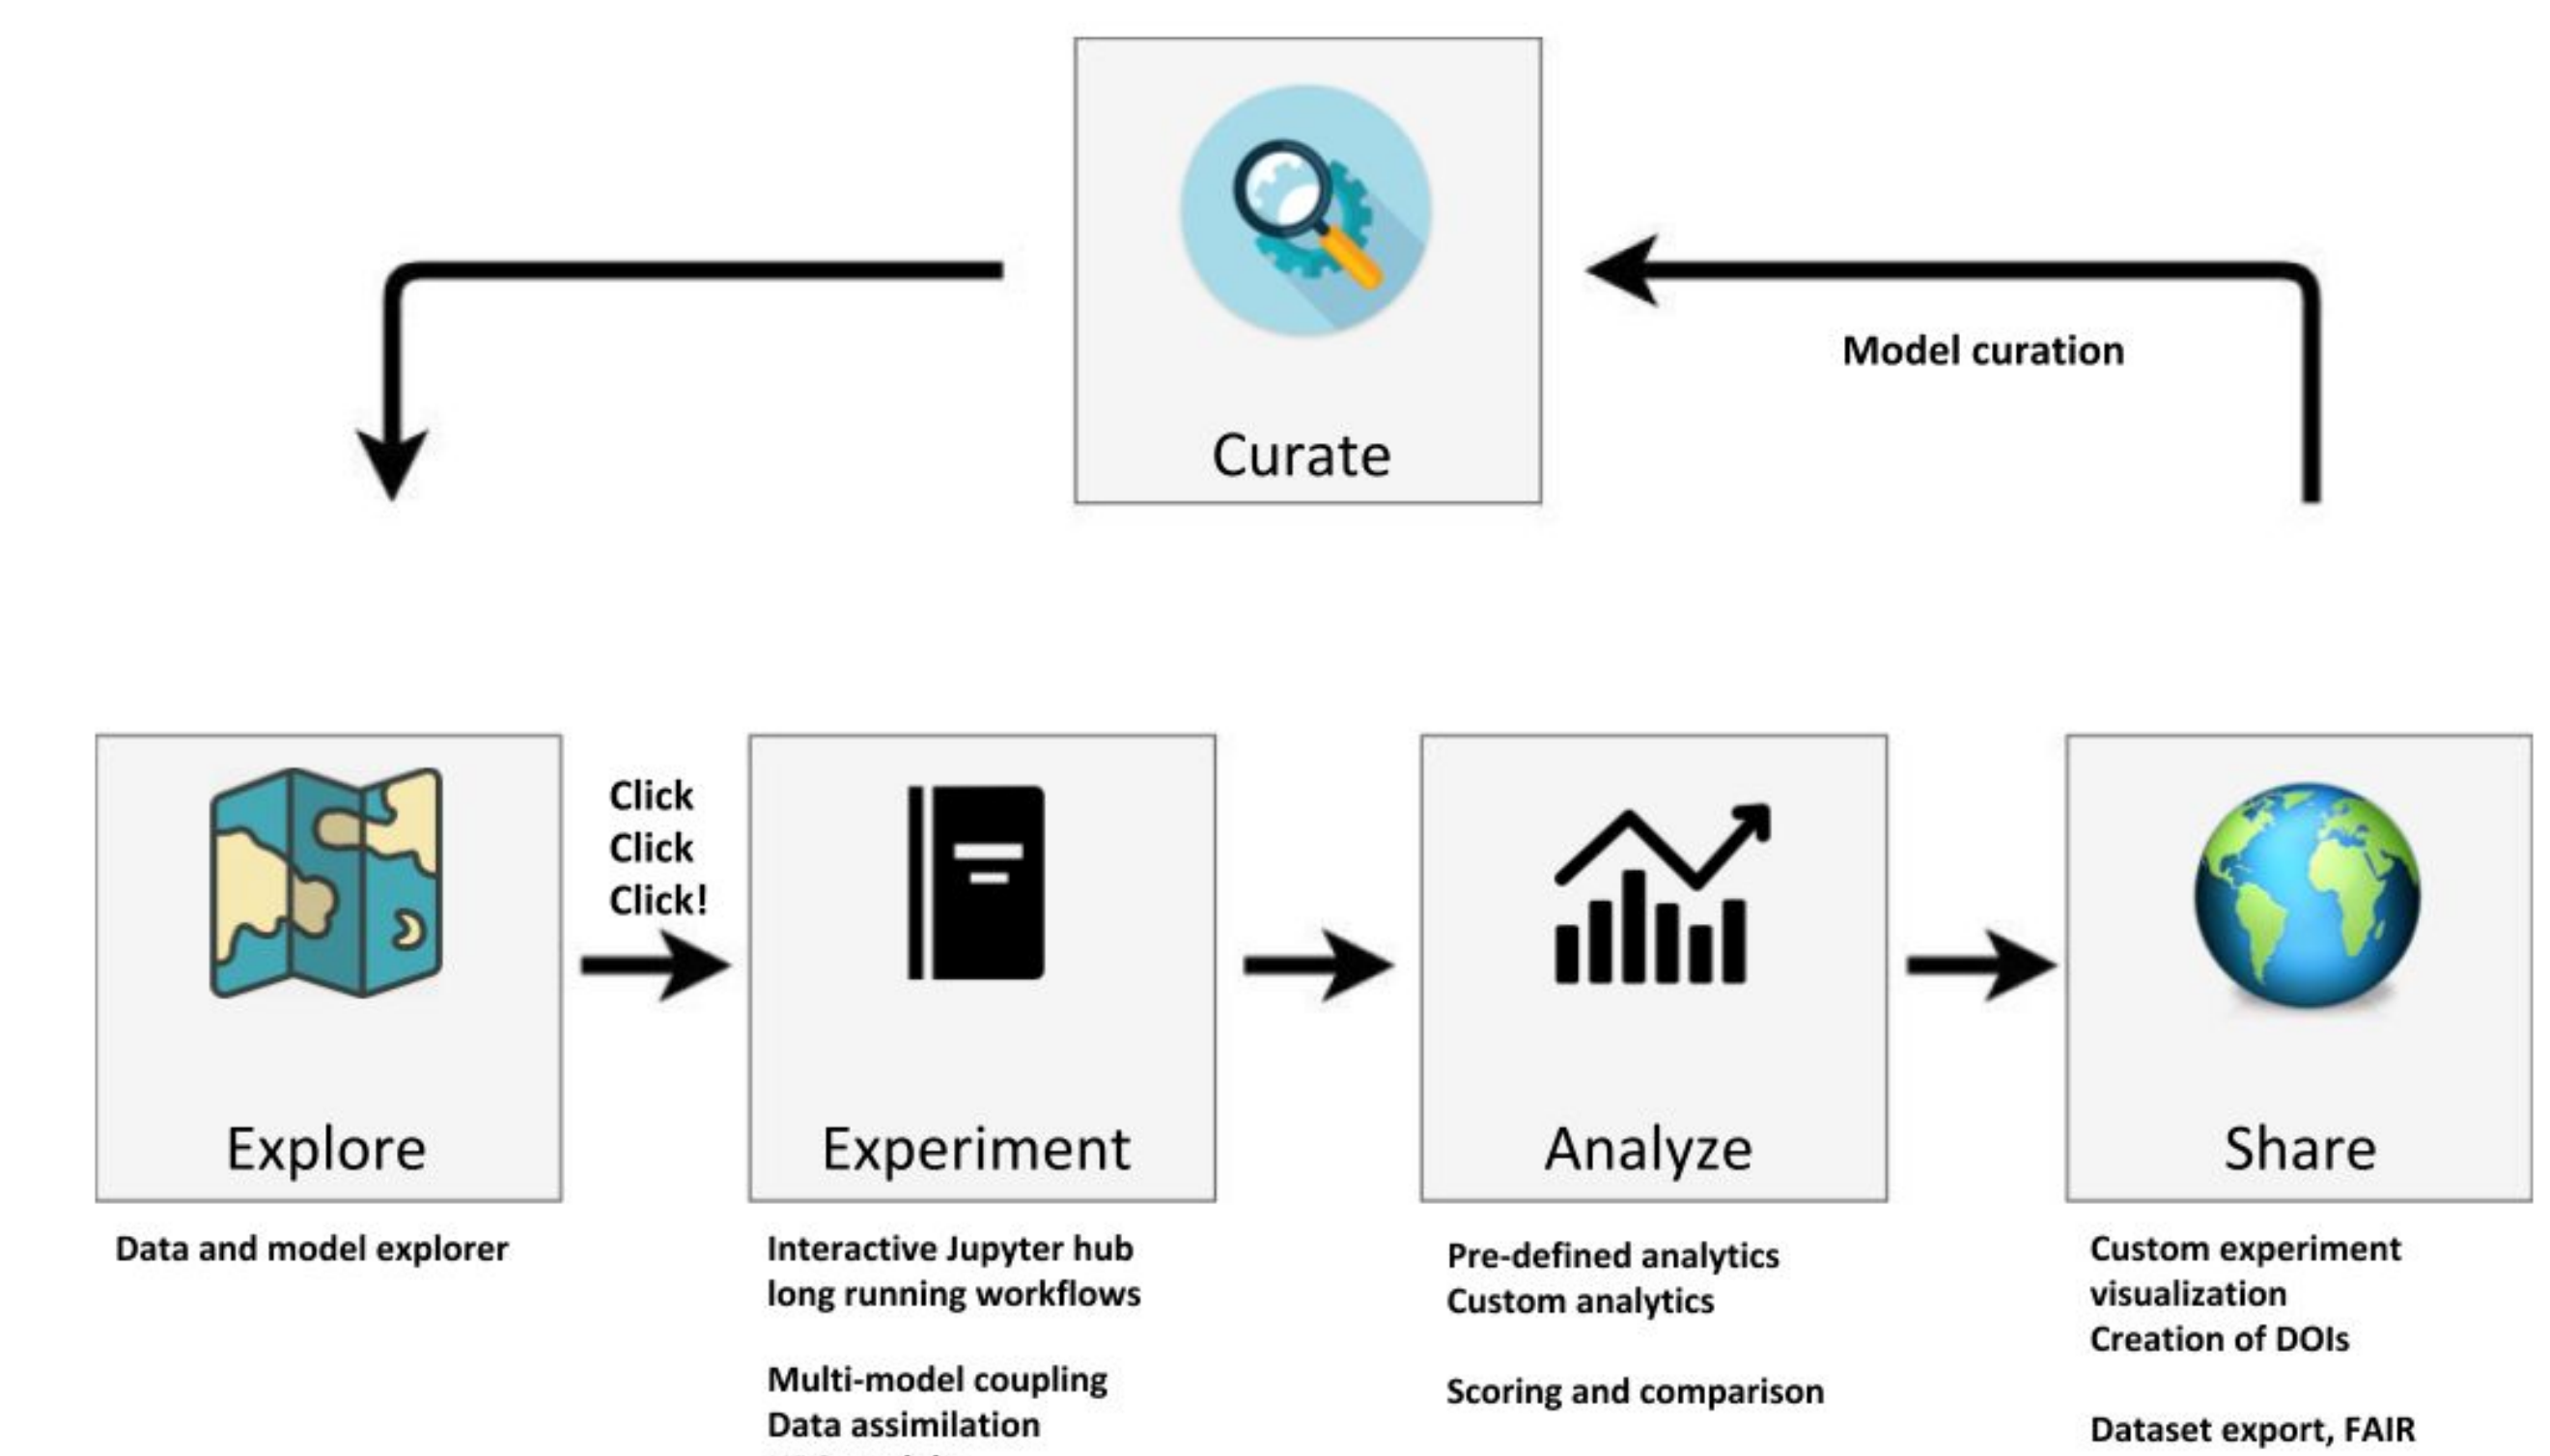 Curate
Model curation
Click
Click
Click!
Explore
Experiment
Analyze
Share
Data and model explorer
Interactive Jupyter hub
long running workflows
Multi-model coupling
Data assimilation
Pre-defined analytics
Custom analytics
Scoring and comparison
Custom experiment
visualization
Creation of DOIs
Dataset export, FAIR